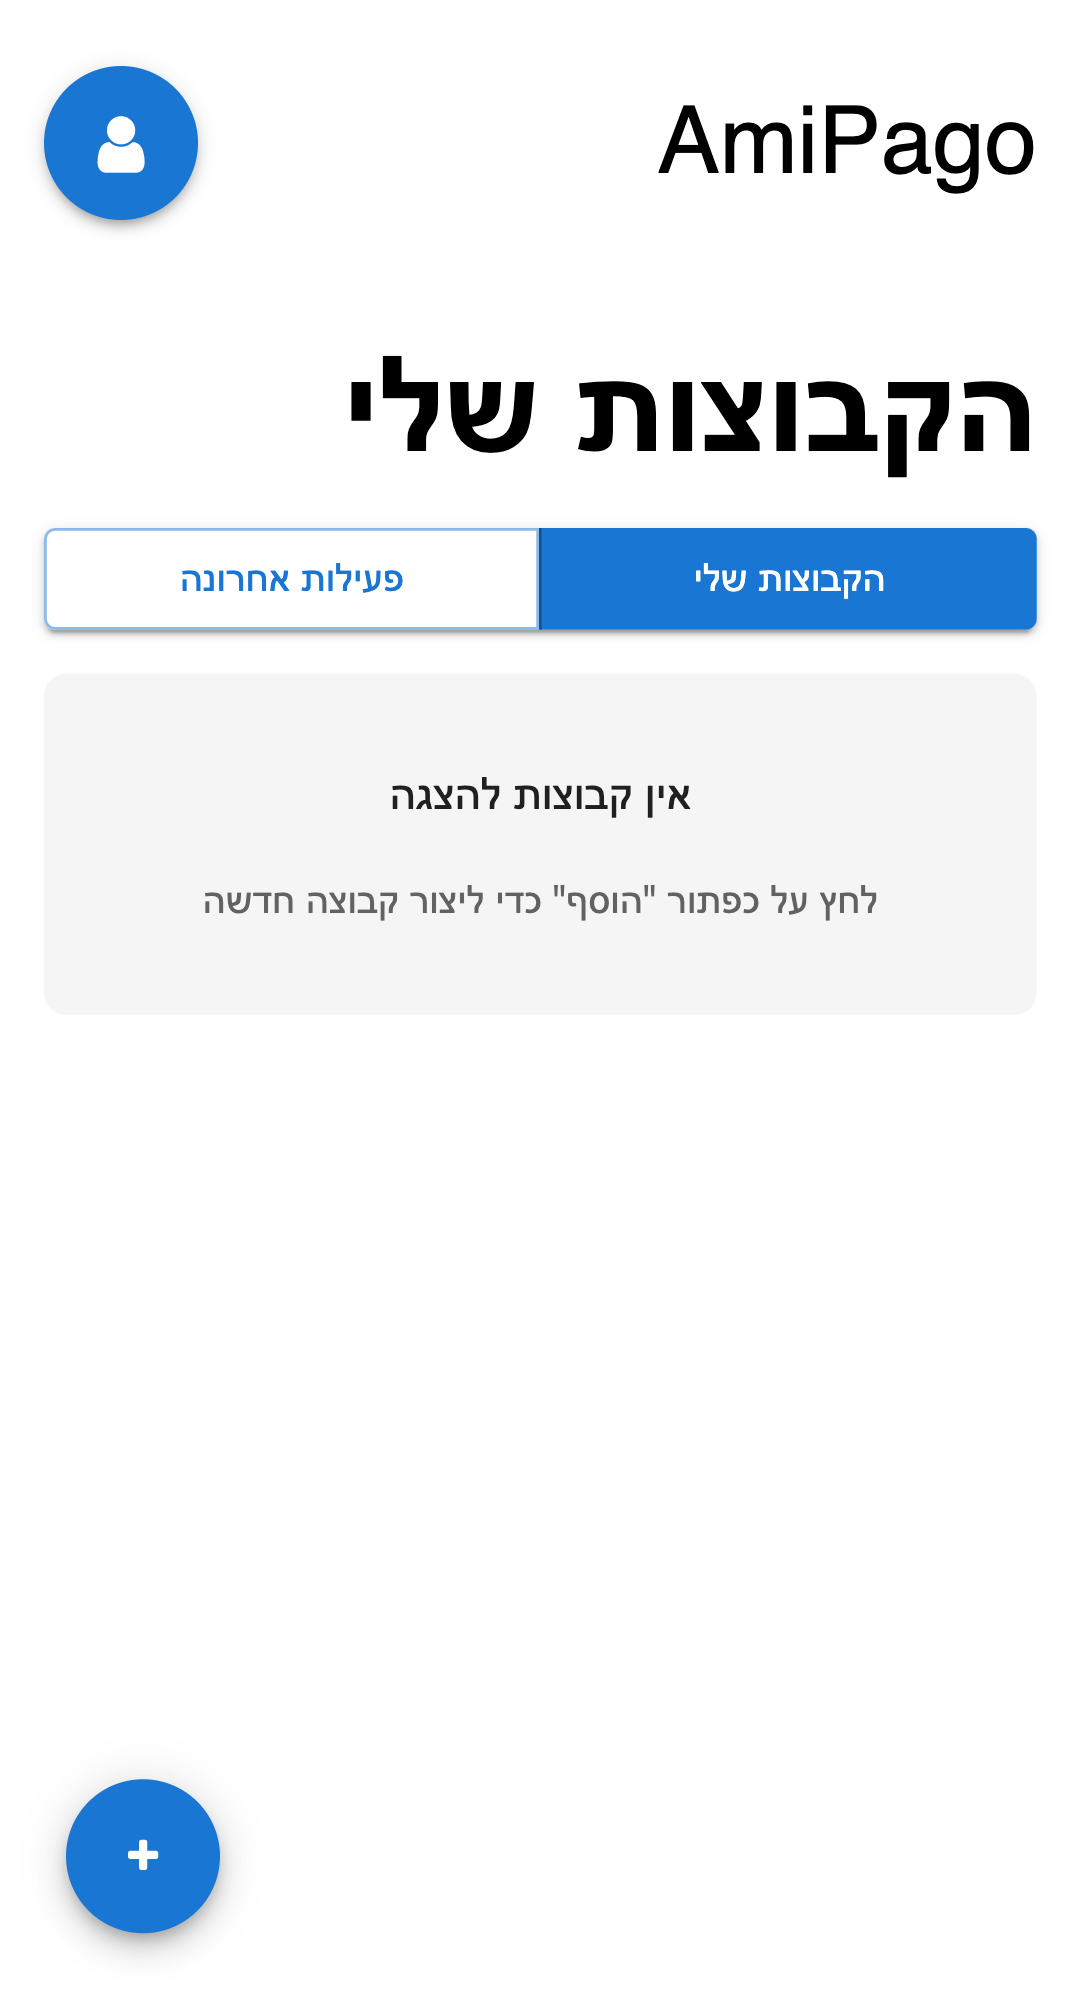 AmiPago
הקבוצות שלי
הקבוצות שלי
פעילות אחרונה
אין קבוצות להצגה
לחץ על כפתור "הוסף" כדי ליצור קבוצה חדשה